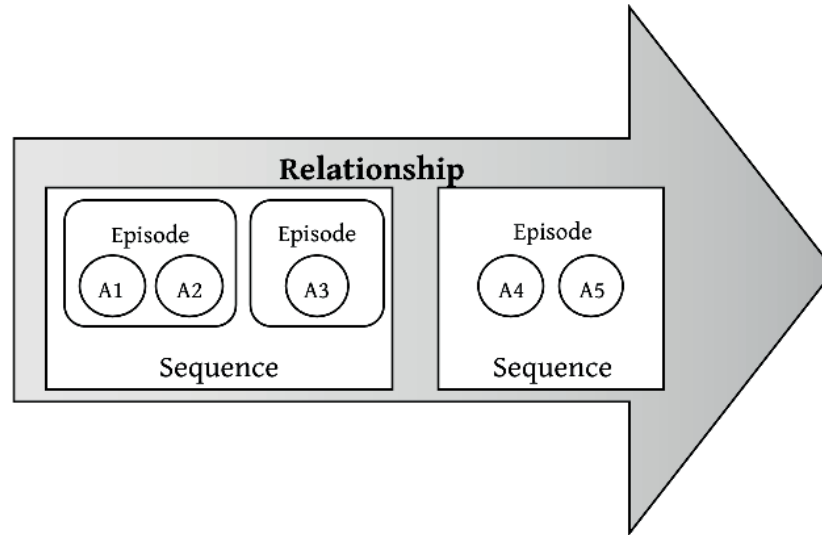 Relationship
Episode
A1 A2
Episode
A3
Sequence
Episode
A4 A5
Sequence